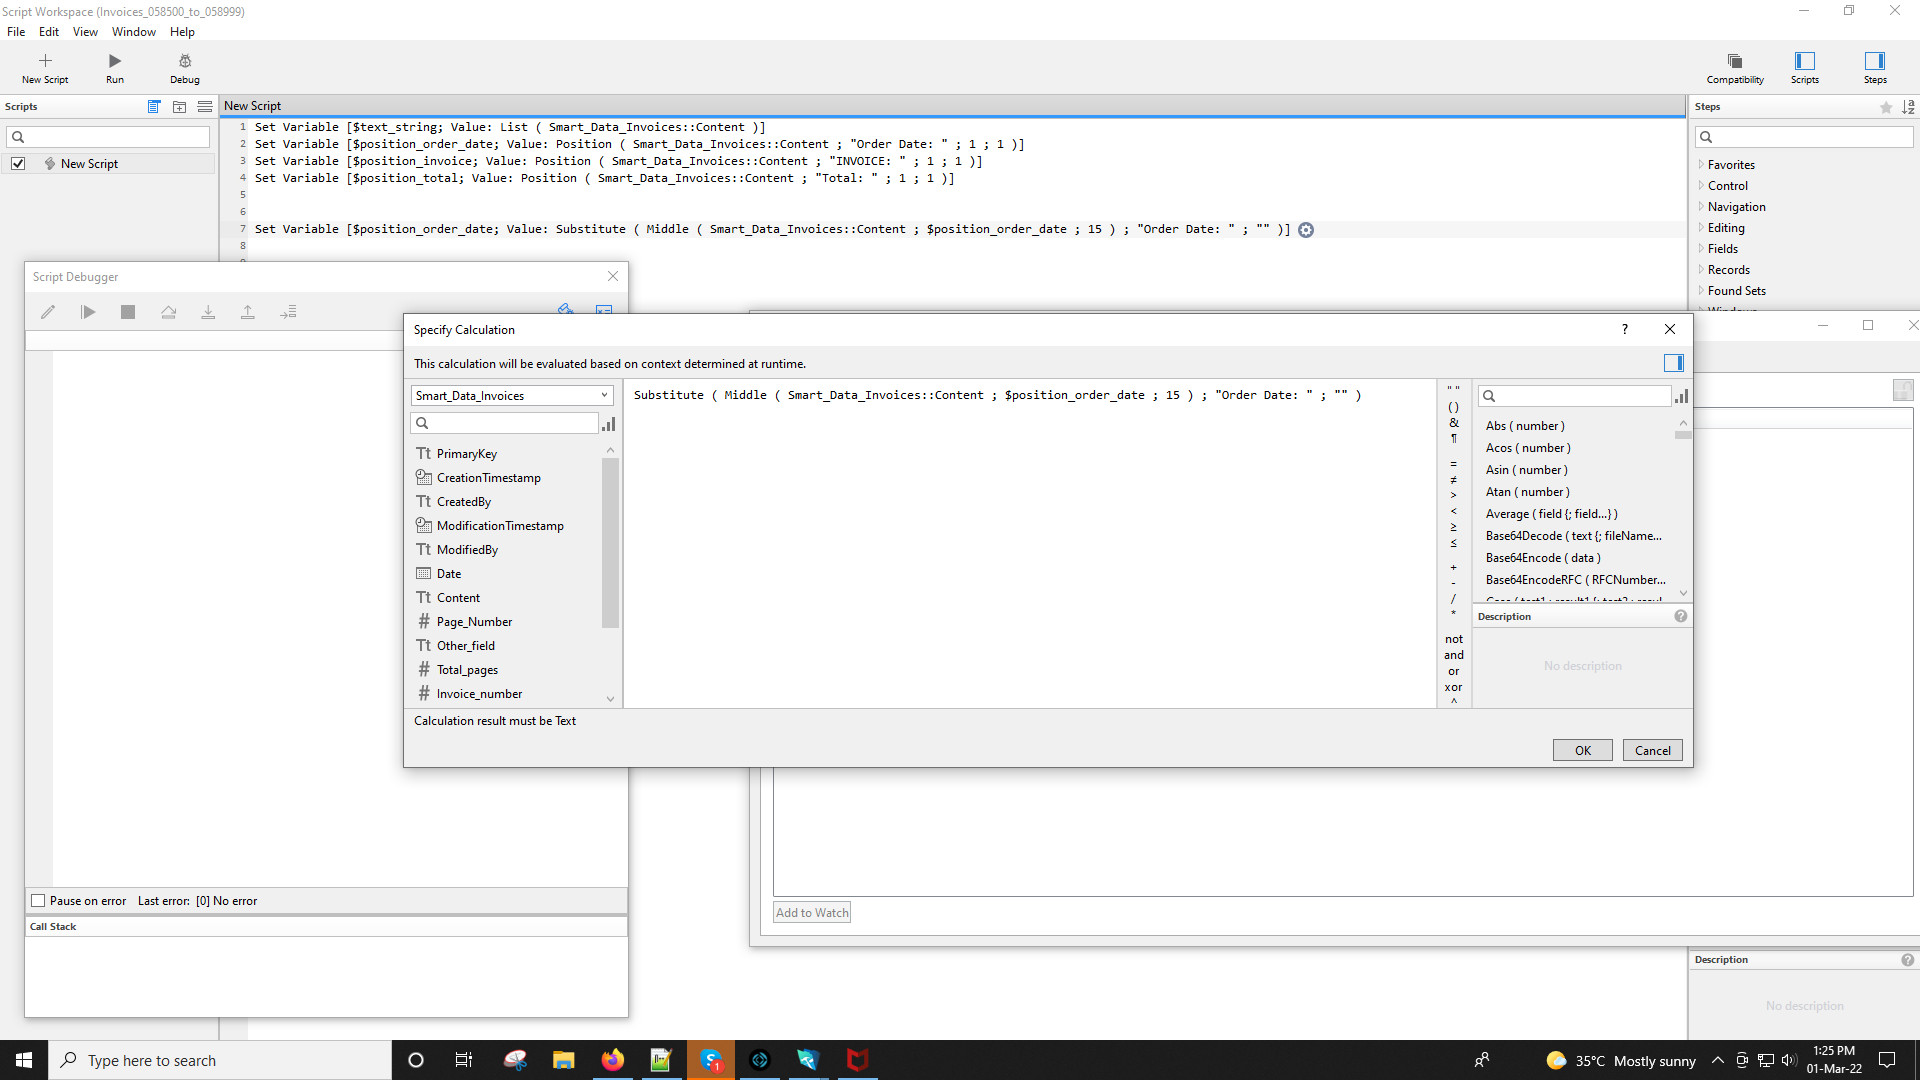 Script Workspace (Invoices_058500_to_058999)
File Edit View Window Help
New Script Run Debug Compatibility Scripts Steps
Scripts
New Script
New Script
1 Set Variable [$text_string; Value: List ( Smart_Data_Invoices::Content )]
2 Set Variable [$position_order_date; Value: Position ( Smart_Data_Invoices::Content ; "Order Date: " ; 1 ; 1 )]
3 Set Variable [$position_invoice; Value: Position ( Smart_Data_Invoices::Content ; "INVOICE: " ; 1 ; 1 )]
4 Set Variable [$position_total; Value: Position ( Smart_Data_Invoices::Content ; "Total: " ; 1 ; 1 )]
5
6
7 Set Variable [$position_order_date; Value: Substitute ( Middle ( Smart_Data_Invoices::Content ; $position_order_date ; 15 ) ; "Order Date: " ; "" )]
8
Steps
Favorites
Control
Navigation
Editing
Fields
Records
Found Sets
Script Debugger
Pause on error Last error: [0] No error
Call Stack
Specify Calculation ?
This calculation will be evaluated based on context determined at runtime.
Smart_Data_Invoices
Tt PrimaryKey
CreationTimestamp
Tt CreatedBy
ModificationTimestamp
Tt ModifiedBy
Date
Tt Content
# Page_Number
Tt Other_field
# Total_pages
# Invoice_number
Substitute ( Middle ( Smart_Data_Invoices::Content ; $position_order_date ; 15 ) ; "Order Date: " ; "" )
" "
( )
&
¶
=
≠
>
<
≥
≤
+
-
/
*
not
and
or
xor
^
Abs ( number )
Acos ( number )
Asin ( number )
Atan ( number )
Average ( field {; field...} )
Base64Decode ( text {; fileName...
Base64Encode ( data )
Base64EncodeRFC ( RFCNumber...
Description ?
No description
Calculation result must be Text
OK Cancel
Add to Watch
Description ?
No description
Type here to search
S 1
35°C Mostly sunny
1:25 PM
01-Mar-22